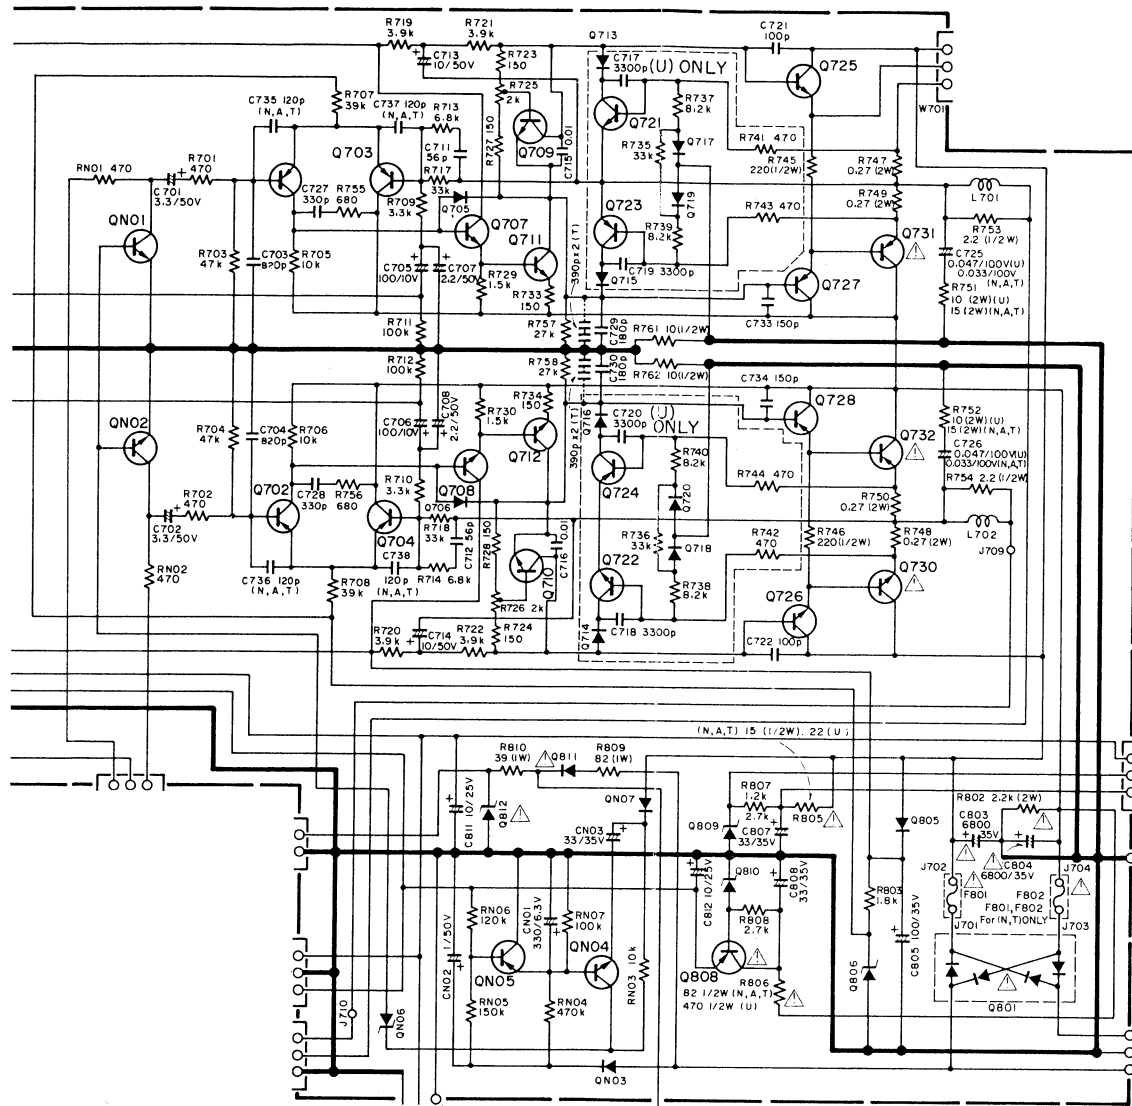 R719
3.9k
R721
3.9k
C713
10/50V
R723
150
Q713
C721
100p
C717
3300p
(U) ONLY
Q725
W701
C735 120p
(N,A,T)
R707
39k
C737 120p
(N,A,T)
R713
6.8k
R725
2k
Q721
R737
8.2k
Q703
C711
56p
R727 150
Q709
C715 0.01
R735
33k
Q717
R741 470
R745
220(1/2W)
R747
0.27 (2W)
RN01 470
R701
470
C701
3.3/50V
C727
330p
R755
680
R717
33k
R709
3.3k
Q705
Q719
R749
0.27 (2W)
L701
QN01
Q707
Q711
Q723
R739
8.2k
R743 470
Q731
R753
2.2 (1/2W)
R703
47k
C703
820p
R705
10k
C705
100/10V
C707
2.2/50V
R729
1.5k
R733
150
390p x2 (T)
C719 3300p
Q715
Q727
C725
0.047/100V(U)
0.033/100V
(N,A,T)
R751
10 (2W)(U)
15(2W)(N,A,T)
C733 150p
R711
100k
R757
27k
C729
180p
R761 10(1/2W)
R712
100k
R758
27k
C730
180p
R762 10(1/2W)
C734 150p
QN02
R704
47k
C704
820p
R706
10k
C706
100/10V
C708
2.2/50V
R730
1.5k
R734
150
390p x2 (T)
Q716
C720
3300p
(U)
ONLY
Q728
R752
10(2W)(U)
15(2W)(N,A,T)
Q712
Q732
C726
0.047/100V(U)
0.033/100V(N,A,T)
R740
8.2k
R702
470
C702
3.3/50V
Q702
C728
330p
R756
680
R710
3.3k
Q708
Q706
Q724
Q720
R744 470
R750
0.27 (2W)
R754 2.2(1/2W)
R718
33k
Q704
C712 56p
R728 150
C716 0.01
R736
33k
Q718
R742
470
R746
220(1/2W)
R748
0.27(2W)
L702
J709
RN02
470
C736 120p
(N,A,T)
R708
39k
C738
120p
(N,A,T)
R714 6.8k
Q710
Q722
R738
8.2k
Q730
R726 2k
Q726
R720
3.9k
C714
10/50V
R722
3.9k
R724
150
Q714
C718 3300p
C722 100p
(N,A,T) 15 (1/2W). 22(U)
R810
39 (1W)
Q811
R809
82 (1W)
C811 10/25V
Q812
QN07
CN03
33/35V
R807
1.2k
2.7k
R805
Q809
C807
33/35V
Q805
R802 2.2k (2W)
C803
6800
35V
C804
6800/35V
C812 10/25V
Q810
C808
33/35V
R803
1.8k
J702
F801
J704
F802
F801,F802
For(N,T)ONLY
J701
J703
RN06
120k
CN01
330/6.3V
RN07
100k
R808
2.7k
CN02 1/50V
QN05
QN04
RN03 10k
Q808
R806
82 1/2W (N,A,T)
470 1/2W (U)
Q806
C805 100/35V
Q801
J710
QN06
RN05
150k
RN04
470k
QN03